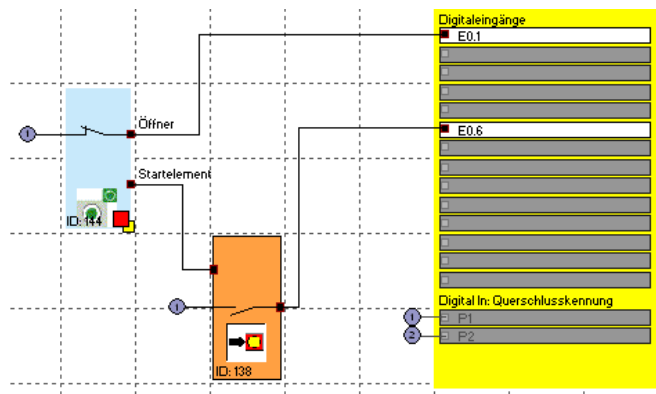 Digitaleingänge
E0.1
Öffner
1
E0.6
Startelement
ID: 144
1
Digital In: Querschlusskennung
1 P1
2 P2
ID: 138